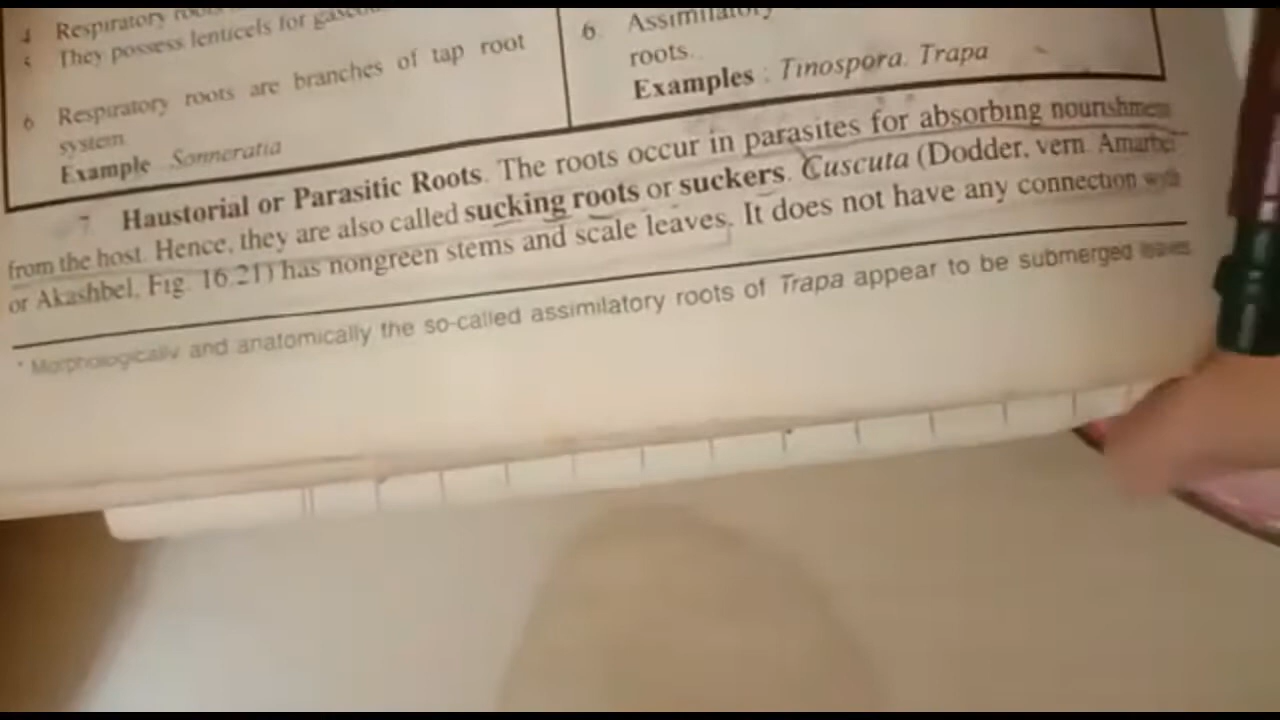 4 Respiratory roots
5 They possess lenticels for
6 Respiratory roots are branches of tap root
system
Example Sonneratia
6. Assimilatory
roots.
Examples : Tinospora. Trapa
7 Haustorial or Parasitic Roots. The roots occur in parasites for absorbing nourishment
from the host. Hence, they are also called sucking roots or suckers. Cuscuta (Dodder, vern. Amarbel
or Akashbel, Fig. 16.21) has nongreen stems and scale leaves. It does not have any connection with
* Morphologically and anatomically the so-called assimilatory roots of Trapa appear to be submerged leaves